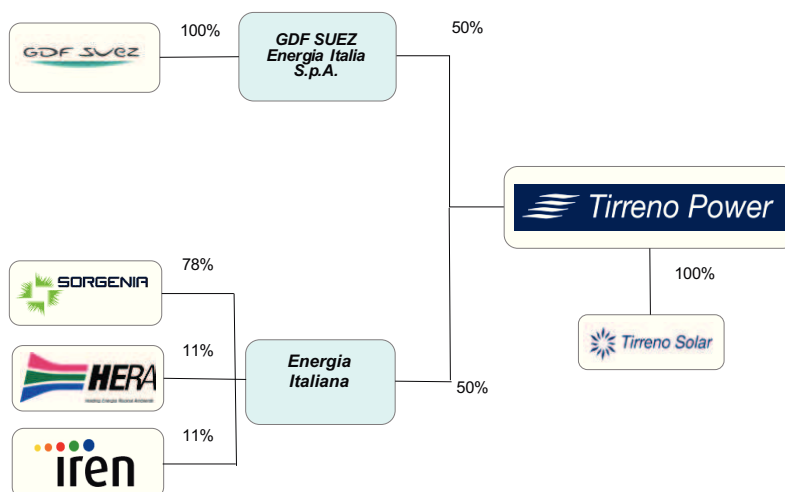 GDF SUEZ
100%
GDF SUEZ
Energia Italia
S.p.A.
50%
Tirreno Power
100%
Tirreno Solar
SORGENIA
78%
HERA
11%
Energia
Italiana
50%
iren
11%